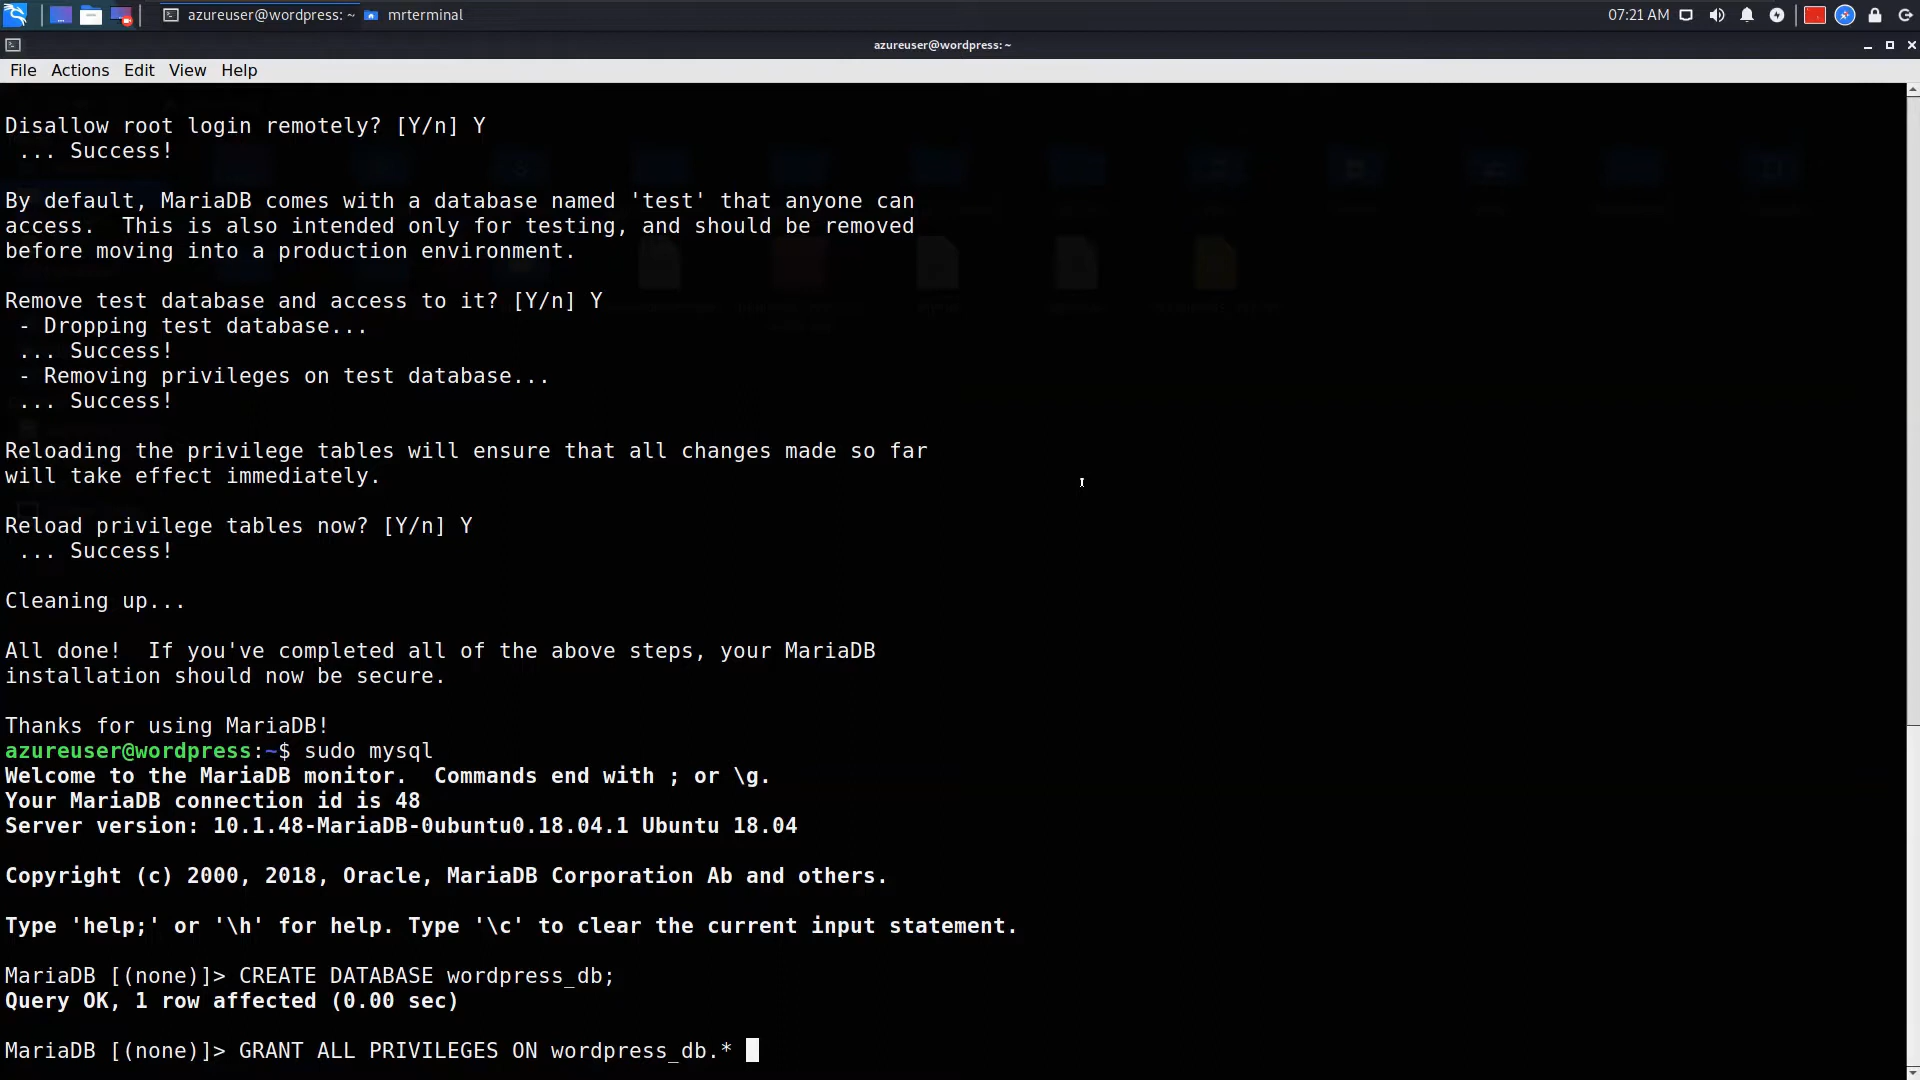 azureuser@wordpress: ~
mrterminal
07:21 AM
azureuser@wordpress: ~
File Actions Edit View Help
Disallow root login remotely? [Y/n] Y
 ... Success!
By default, MariaDB comes with a database named 'test' that anyone can
access.  This is also intended only for testing, and should be removed
before moving into a production environment.
Remove test database and access to it? [Y/n] Y
 - Dropping test database...
 ... Success!
 - Removing privileges on test database...
 ... Success!
Reloading the privilege tables will ensure that all changes made so far
will take effect immediately.
Reload privilege tables now? [Y/n] Y
 ... Success!
Cleaning up...
All done!  If you've completed all of the above steps, your MariaDB
installation should now be secure.
Thanks for using MariaDB!
azureuser@wordpress:~$ sudo mysql
Welcome to the MariaDB monitor.  Commands end with ; or \g.
Your MariaDB connection id is 48
Server version: 10.1.48-MariaDB-0ubuntu0.18.04.1 Ubuntu 18.04
Copyright (c) 2000, 2018, Oracle, MariaDB Corporation Ab and others.
Type 'help;' or '\h' for help. Type '\c' to clear the current input statement.
MariaDB [(none)]> CREATE DATABASE wordpress_db;
Query OK, 1 row affected (0.00 sec)
MariaDB [(none)]> GRANT ALL PRIVILEGES ON wordpress_db.*